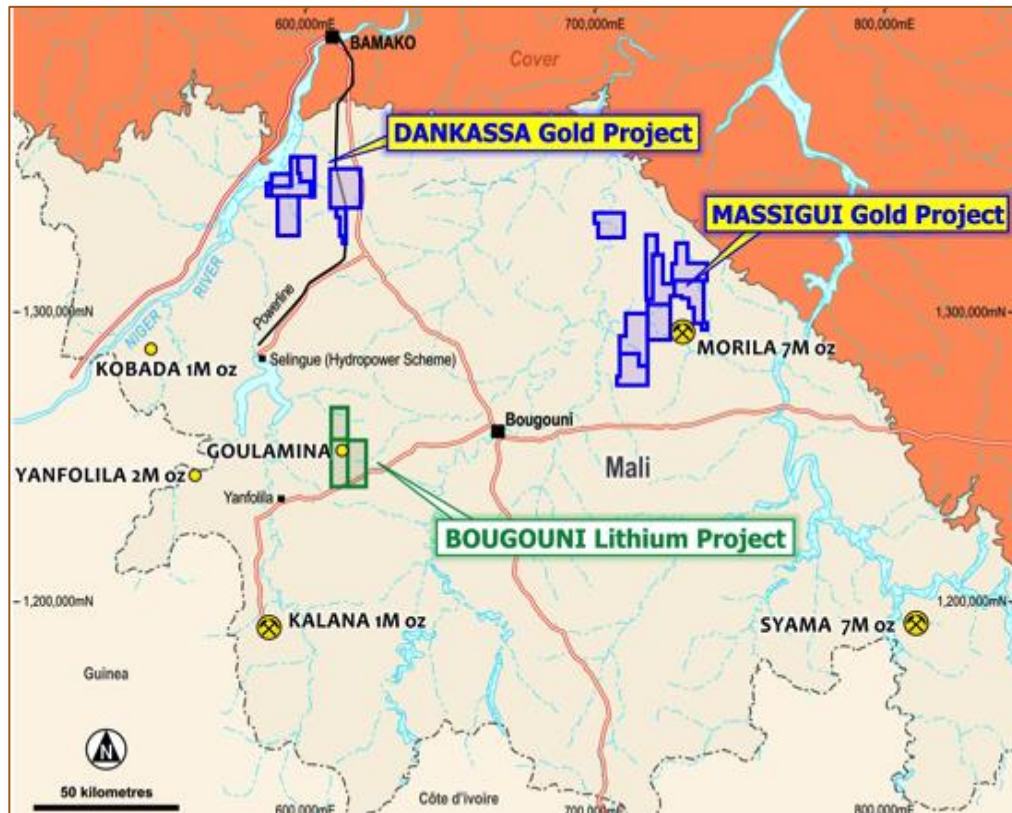 600,000mE
700,000mE
800,000mE
BAMAKO
Cover
DANKASSA Gold Project
MASSIGUI Gold Project
NIGER RIVER
Powerline
1,300,000mN
1,300,000mN
KOBADA 1M oz
Selingue (Hydropower Scheme)
MORILA 7M oz
Bougouni
GOULAMINA
Mali
YANFOLILA 2M oz
Yanfolila
BOUGOUNI Lithium Project
1,200,000mN
1,200,000mN
KALANA 1M oz
SYAMA 7M oz
Guinea
N
50 kilometres
Côte d'ivoire
600,000mE
700,000mE
800,000mE